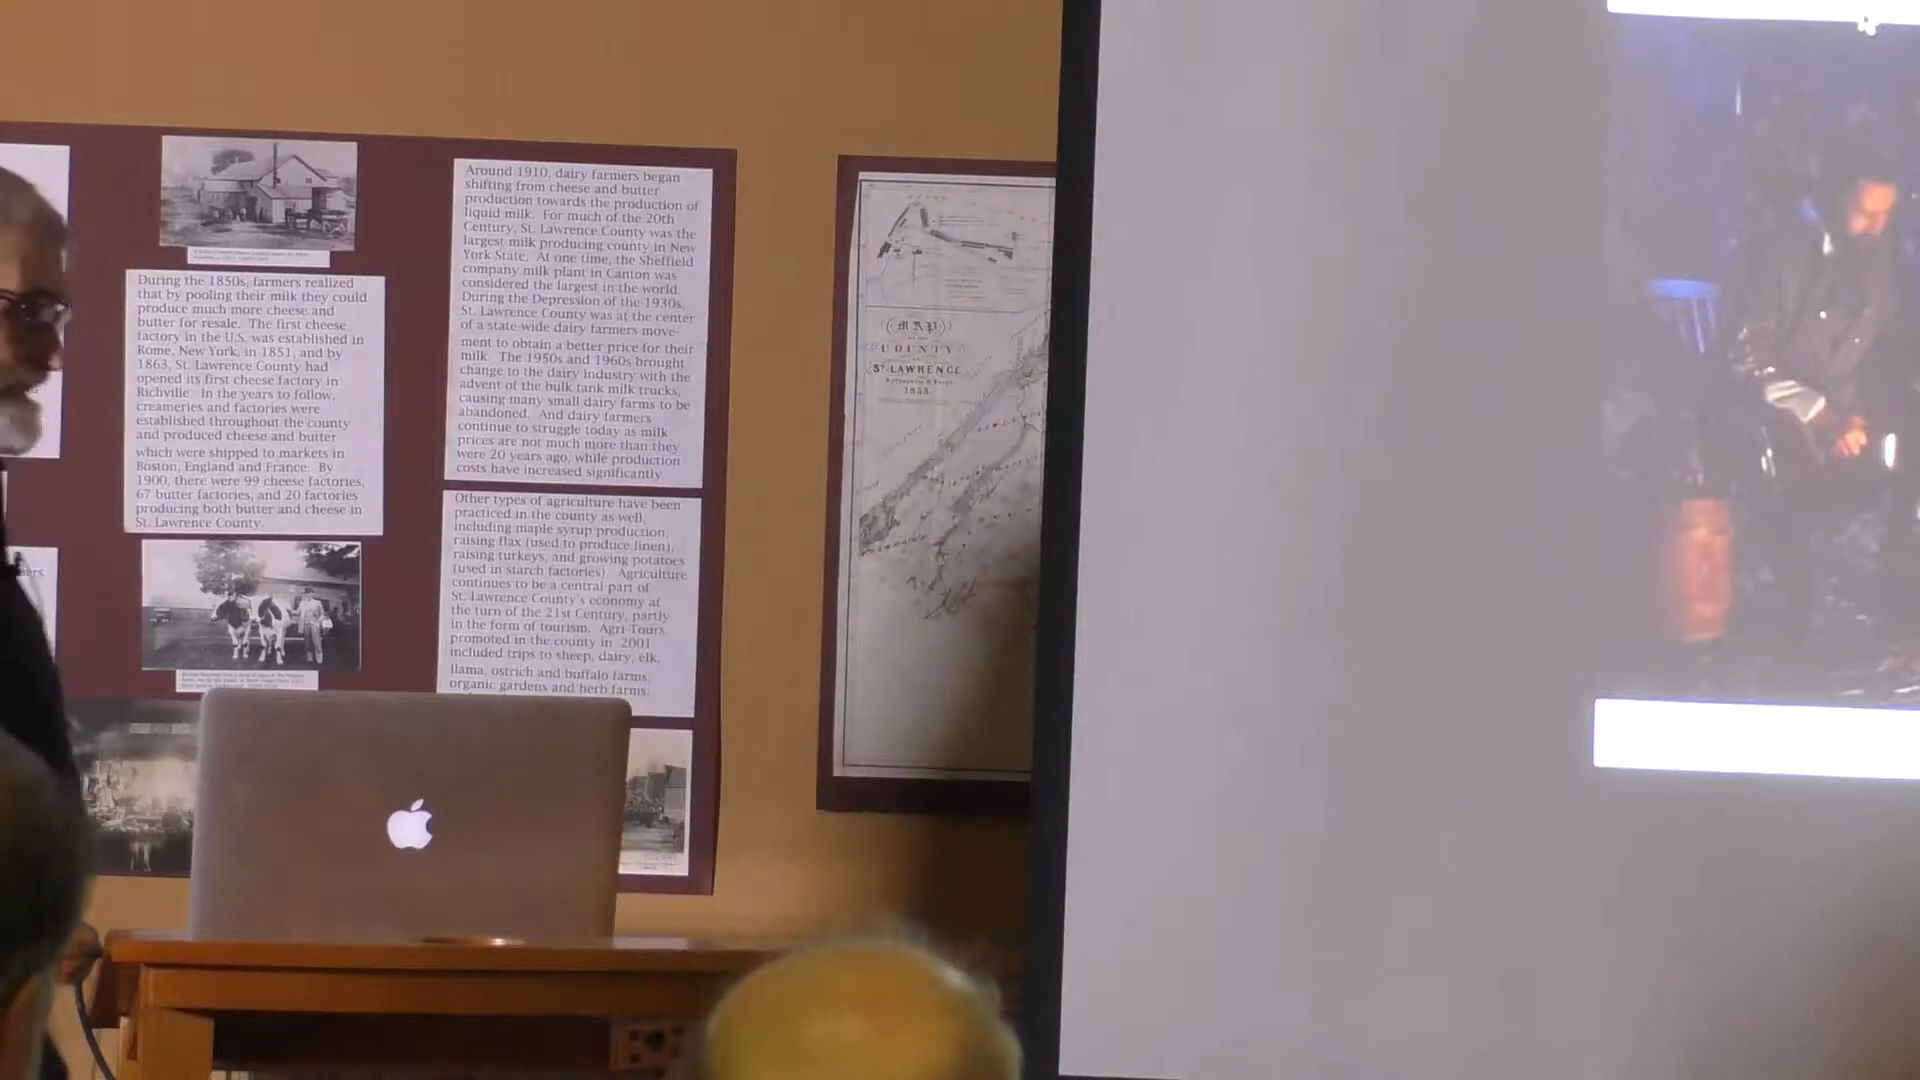 During the 1850s, farmers realized
that by pooling their milk they could
produce much more cheese and
butter for resale. The first cheese
factory in the U.S. was established in
Rome, New York, in 1851, and by
1863, St. Lawrence County had
opened its first cheese factory in
Richville. In the years to follow,
creameries and factories were
established throughout the county
and produced cheese and butter
which were shipped to markets in
Boston, England and France. By
1900, there were 99 cheese factories,
67 butter factories, and 20 factories
producing both butter and cheese in
St. Lawrence County.
Around 1910, dairy farmers began
shifting from cheese and butter
production towards the production of
liquid milk. For much of the 20th
Century, St. Lawrence County was the
largest milk producing county in New
York State. At one time, the Sheffield
company milk plant in Canton was
considered the largest in the world.
During the Depression of the 1930s,
St. Lawrence County was at the center
of a state-wide dairy farmers move-
ment to obtain a better price for their
milk. The 1950s and 1960s brought
change to the dairy industry with the
advent of the bulk tank milk trucks,
causing many small dairy farms to be
abandoned. And dairy farmers
continue to struggle today as milk
prices are not much more than they
were 20 years ago, while production
costs have increased significantly.
Other types of agriculture have been
practiced in the county as well,
including maple syrup production,
raising flax (used to produce linen),
raising turkeys, and growing potatoes
(used in starch factories). Agriculture
continues to be a central part of
St. Lawrence County's economy at
the turn of the 21st Century, partly
in the form of tourism. Agri Tours
promoted in the county in 2001
included trips to sheep, dairy, elk,
llama, ostrich and buffalo farms,
organic gardens and herb farms.
MAP
COUNTY
ST LAWRENCE